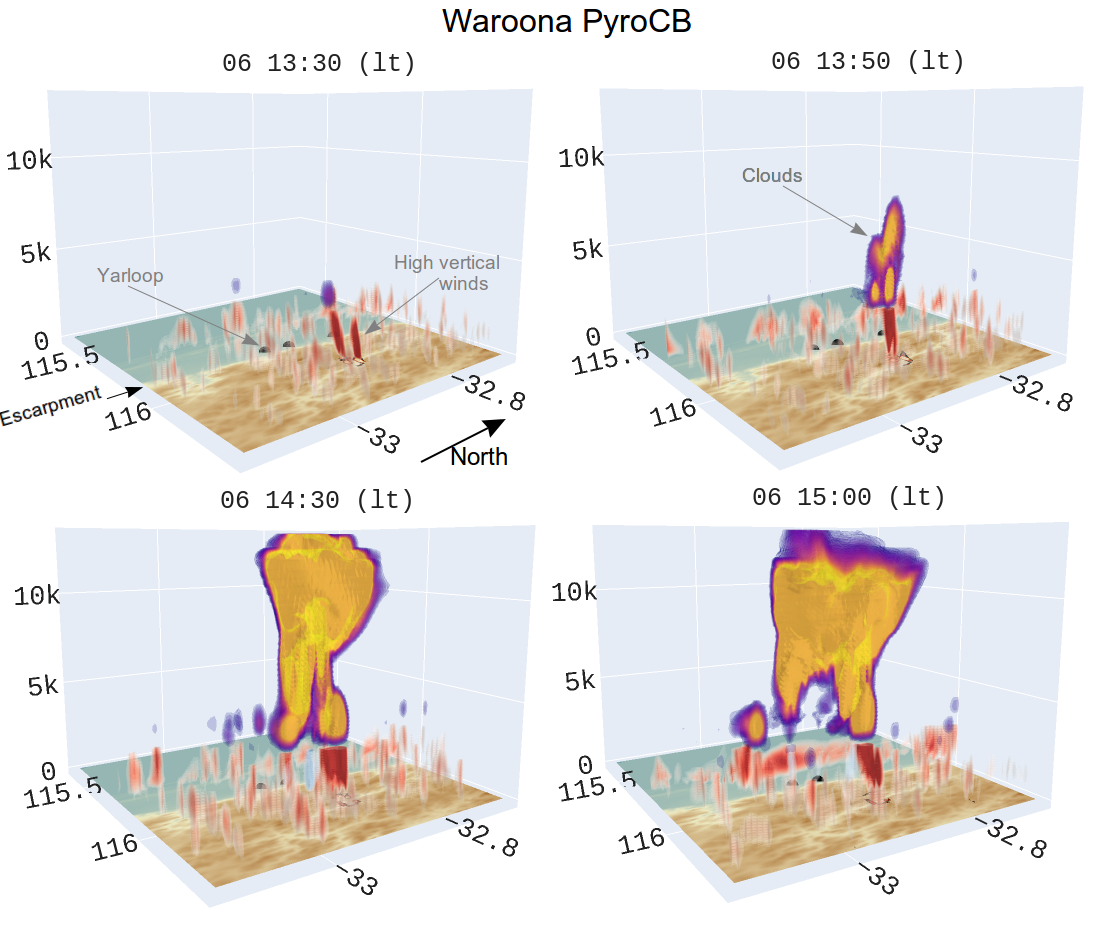 Waroona PyroCB
06 13:30 (lt)
10k
5k
0
115.5
116
-33
-32.8
Yarloop
High vertical
winds
Escarpment
North
06 13:50 (lt)
10k
5k
0
115.5
116
-33
-32.8
Clouds
06 14:30 (lt)
10k
5k
0
115.5
116
-33
-32.8
06 15:00 (lt)
10k
5k
0
115.5
116
-33
-32.8